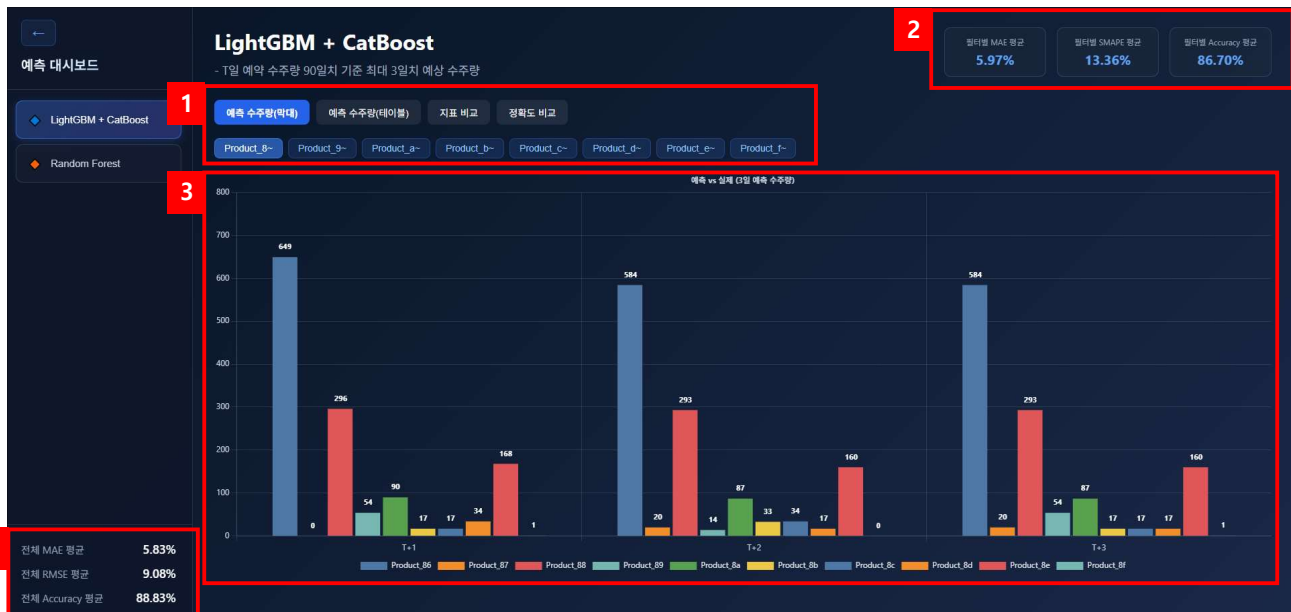 ←
예측 대시보드
LightGBM + CatBoost
Random Forest
전체 MAE 평균 5.83%
전체 RMSE 평균 9.08%
전체 Accuracy 평균 88.83%
LightGBM + CatBoost
- T일 예약 수주량 90일치 기준 최대 3일치 예상 수주량
2
필터별 MAE 평균
5.97%
필터별 SMAPE 평균
13.36%
필터별 Accuracy 평균
86.70%
1
예측 수주량(막대) 예측 수주량(테이블) 지표 비교 정확도 비교
Product_8~ Product_9~ Product_a~ Product_b~ Product_c~ Product_d~ Product_e~ Product_f~
3
예측 vs 실제 (3일 예측 수주량)
800
700
600
500
400
300
200
100
0
649 0 296 54 90 17 17 34 168 1
584 20 293 14 87 33 34 17 160 0
584 20 293 54 87 17 17 17 160 1
T+1 T+2 T+3
Product_86 Product_87 Product_88 Product_89 Product_8a Product_8b Product_8c Product_8d Product_8e Product_8f